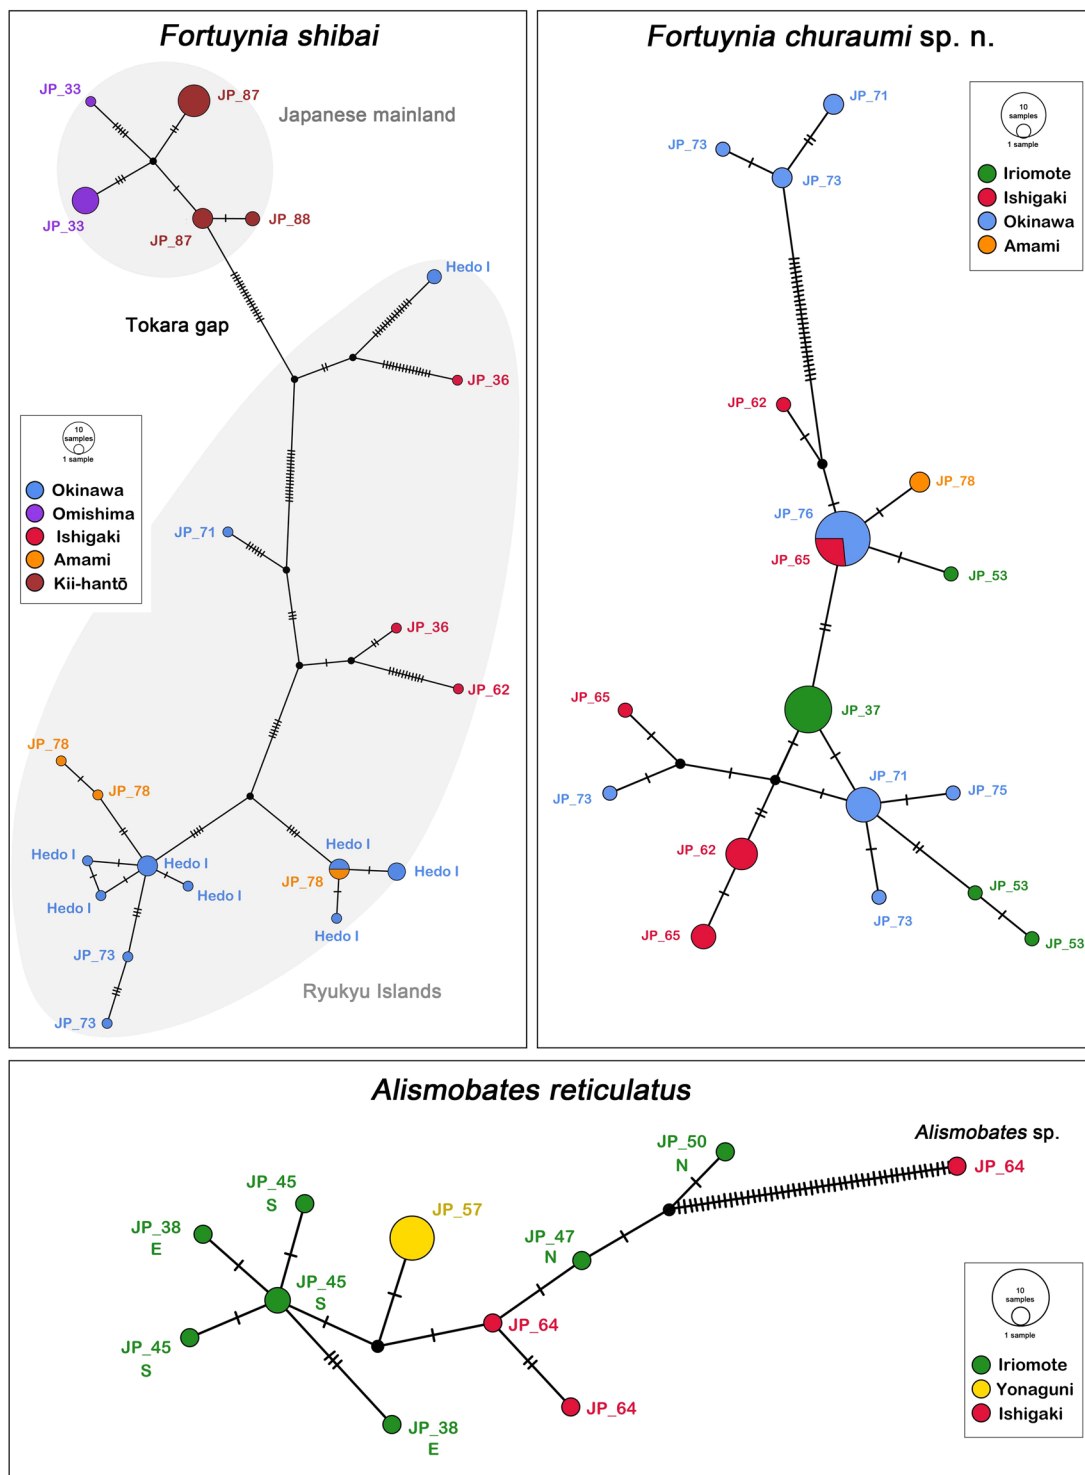 Fortuynia shibai
JP_33
JP_87
Japanese mainland
JP_33
JP_87
JP_88
Hedo I
Tokara gap
JP_36
10
samples
1 sample
Okinawa
Omishima
Ishigaki
Amami
Kii-hantō
JP_71
JP_36
JP_62
JP_78
JP_78
Hedo I
Hedo I
Hedo I
Hedo I
Hedo I
JP_78
Hedo I
Hedo I
JP_73
JP_73
Ryukyu Islands
Fortuynia churaumi sp. n.
JP_71
JP_73
JP_73
10
samples
1 sample
Iriomote
Ishigaki
Okinawa
Amami
JP_62
JP_78
JP_76
JP_65
JP_53
JP_65
JP_37
JP_73
JP_71
JP_75
JP_62
JP_53
JP_73
JP_65
JP_53
Alismobates reticulatus
Alismobates sp.
JP_50
N
JP_64
JP_45
S
JP_57
JP_38
E
JP_47
N
JP_45
S
JP_64
JP_45
S
JP_64
JP_38
E
10
samples
1 sample
Iriomote
Yonaguni
Ishigaki